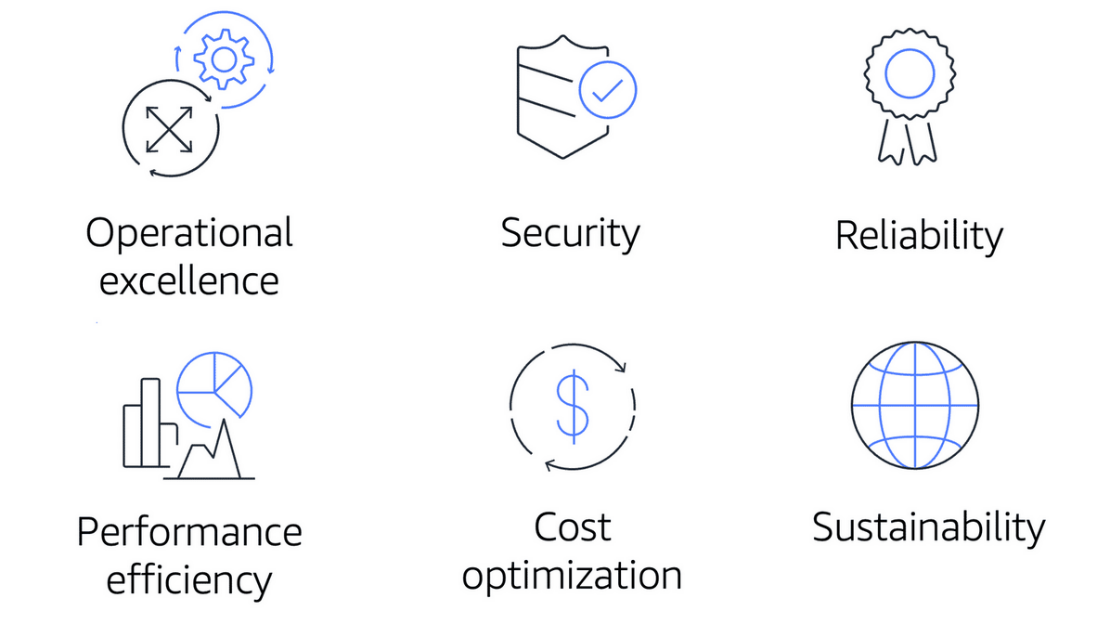 Operational
excellence
Security
Reliability
Performance
efficiency
Cost
optimization
Sustainability